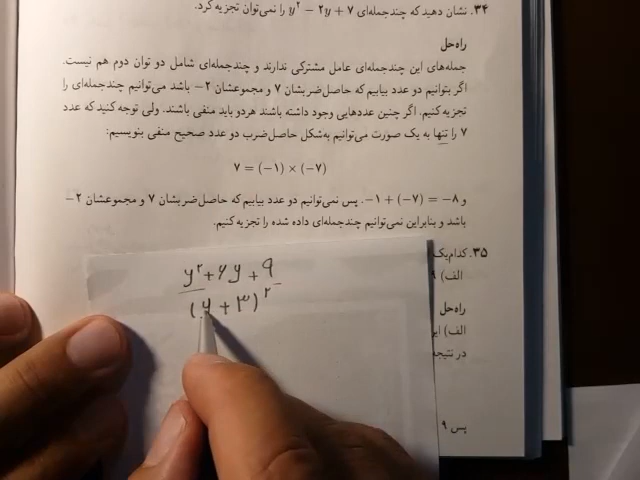 ۳۴. نشان دهید که چندجمله‌ای y² − 2y + ۷ را نمی‌توان تجزیه کرد.
راه‌حل
جمله‌های این چندجمله‌ای عامل مشترکی ندارند و چندجمله‌ای شامل دو توان دوم هم نیست.
اگر بتوانیم دو عدد بیابیم که حاصل‌ضربشان ۷ و مجموعشان ۲− باشد می‌توانیم چندجمله‌ای را
تجزیه کنیم. اگر چنین عددهایی وجود داشته باشند هردو باید منفی باشند. ولی توجه کنید که عدد
۷ را تنها به یک صورت می‌توانیم به‌شکل حاصل‌ضرب دو عدد صحیح منفی بنویسیم:
۷ = (−۱) × (−۷)
و ۸− = (۷−) + ۱−. پس نمی‌توانیم دو عدد بیابیم که حاصل‌ضربشان ۷ و مجموعشان ۲−
باشد و بنابراین نمی‌توانیم چندجمله‌ای داده شده را تجزیه کنیم.
۳۵. کدام‌یک
الف) ۹
y² + ۶y + ۹
(y + ۳)²
راه‌حل
الف) این
در نتیجه
پس ۹